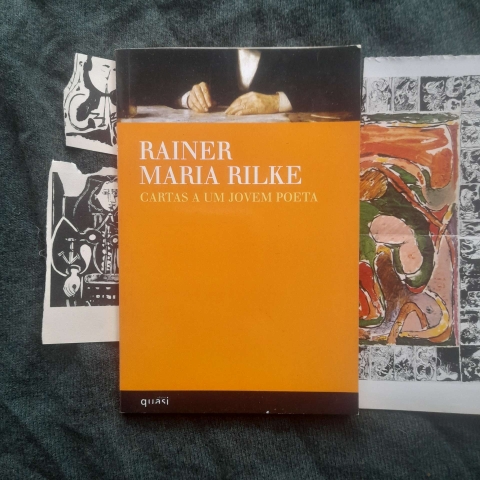 RAINER
MARIA RILKE
CARTAS A UM JOVEM POETA
quasi